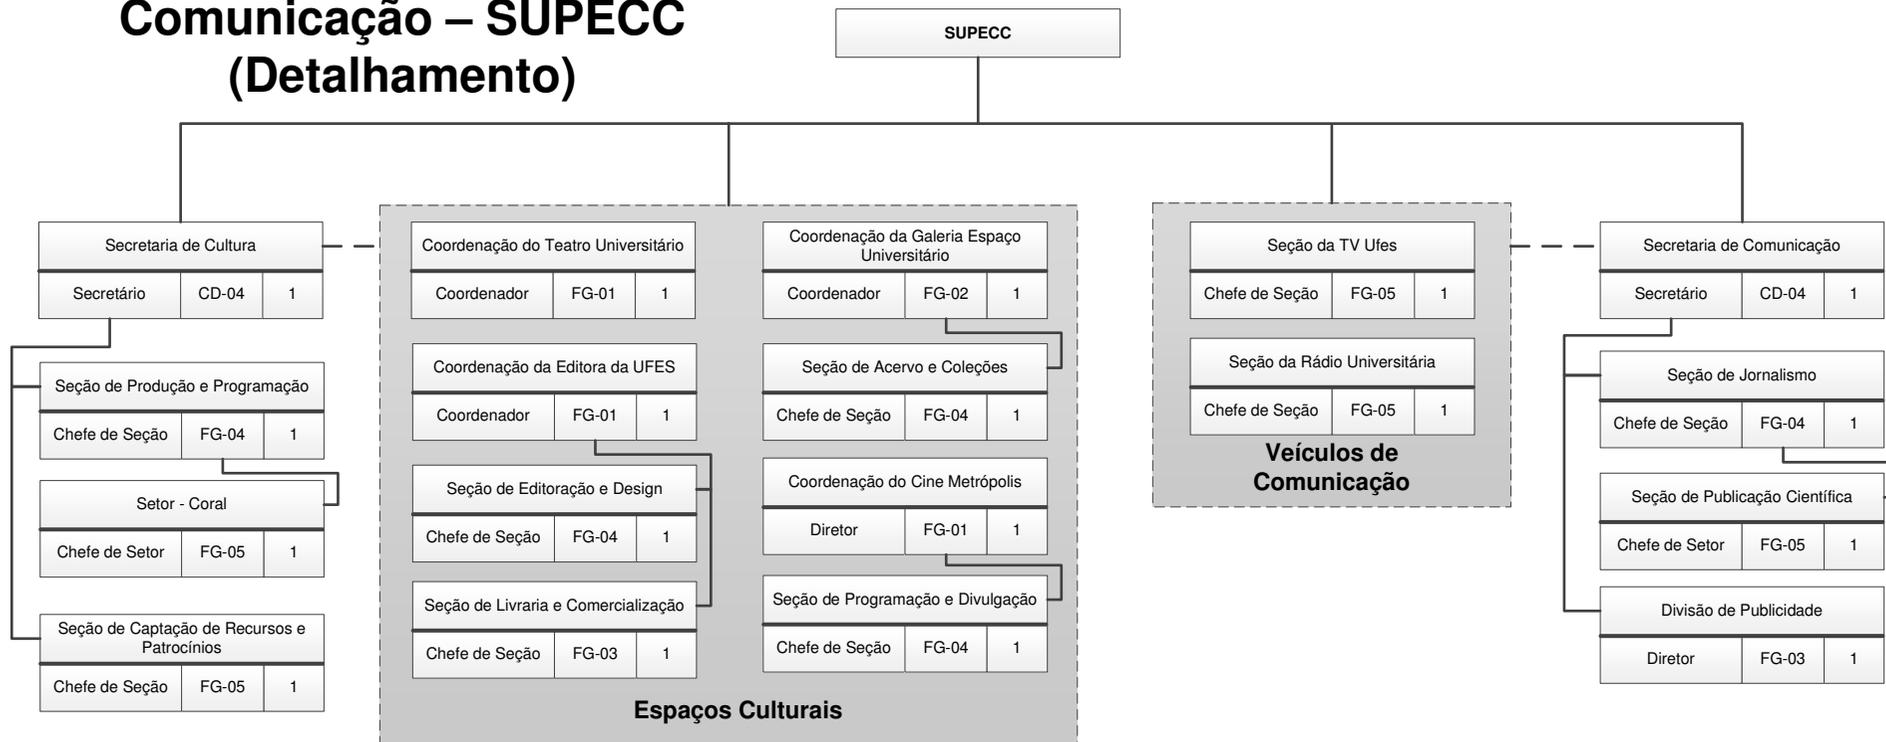 Comunicação – SUPECC
(Detalhamento)
SUPECC
Secretaria de Cultura
Secretário CD-04 1
Seção de Produção e Programação
Chefe de Seção FG-04 1
Setor - Coral
Chefe de Setor FG-05 1
Seção de Captação de Recursos e
Patrocínios
Chefe de Seção FG-05 1
Coordenação do Teatro Universitário
Coordenador FG-01 1
Coordenação da Editora da UFES
Coordenador FG-01 1
Seção de Editoração e Design
Chefe de Seção FG-04 1
Seção de Livraria e Comercialização
Chefe de Seção FG-03 1
Coordenação da Galeria Espaço
Universitário
Coordenador FG-02 1
Seção de Acervo e Coleções
Chefe de Seção FG-04 1
Coordenação do Cine Metrópolis
Diretor FG-01 1
Seção de Programação e Divulgação
Chefe de Seção FG-04 1
Espaços Culturais
Seção da TV Ufes
Chefe de Seção FG-05 1
Seção da Rádio Universitária
Chefe de Seção FG-05 1
Veículos de
Comunicação
Secretaria de Comunicação
Secretário CD-04 1
Seção de Jornalismo
Chefe de Seção FG-04 1
Seção de Publicação Científica
Chefe de Setor FG-05 1
Divisão de Publicidade
Diretor FG-03 1